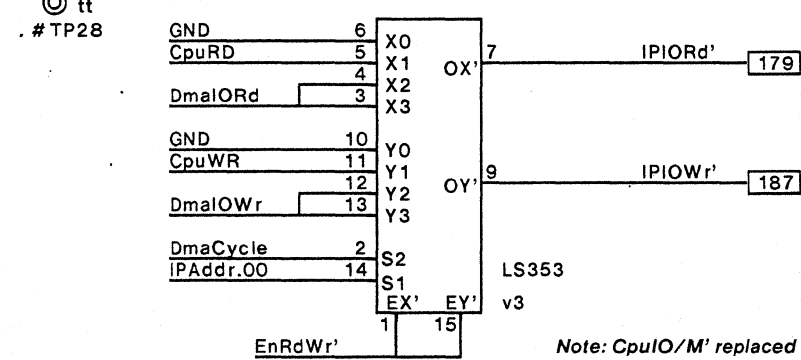 tt
. # TP28
GND 6 X0
CpuRD 5 X1
4 X2
DmaIORd 3 X3
GND 10 Y0
CpuWR 11 Y1
12 Y2
DmaIOWr 13 Y3
DmaCycle 2 S2
IPAddr.00 14 S1
OX' 7 IPIORd' 179
OY' 9 IPIOWr' 187
EX' EY'
1 15
EnRdWr'
LS353
v3
Note: CpuIO/M' replaced